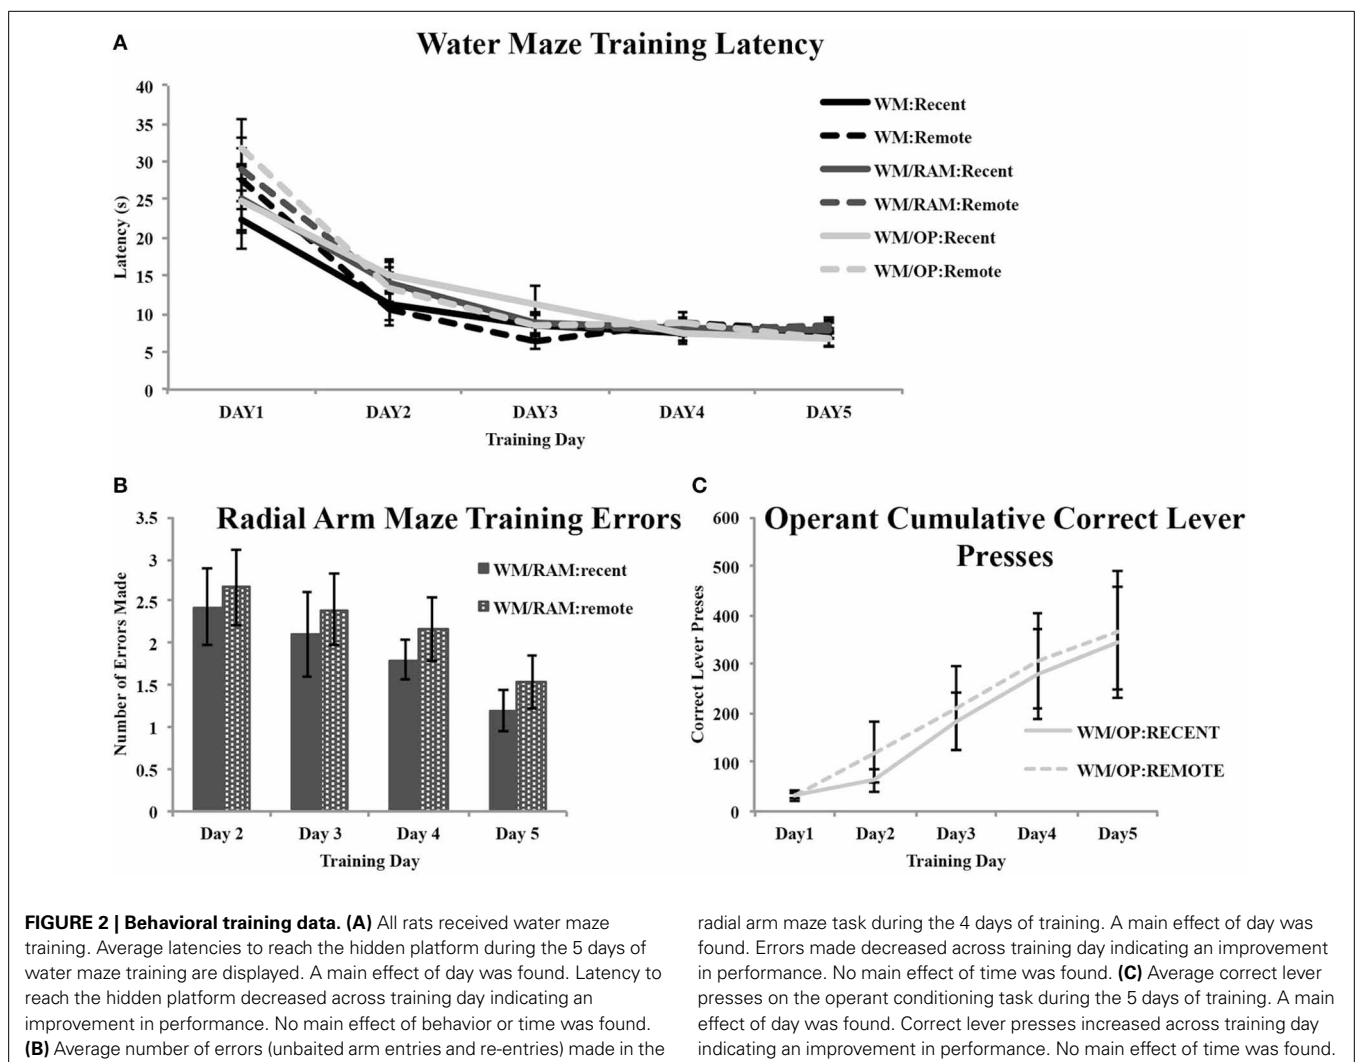 A
Water Maze Training Latency
40
35
30
25
20
15
10
5
0
Latency (s)
WM:Recent
WM:Remote
WM/RAM:Recent
WM/RAM:Remote
WM/OP:Recent
WM/OP:Remote
DAY1 DAY2 DAY3 DAY4 DAY5
Training Day
B
Radial Arm Maze Training Errors
3.5
3
2.5
2
1.5
1
0.5
0
Number of Errors Made
WM/RAM:recent
WM/RAM:remote
Day 2 Day 3 Day 4 Day 5
Training Day
C
Operant Cumulative Correct Lever
Presses
600
500
400
300
200
100
0
Correct Lever Preses
WM/OP:RECENT
WM/OP:REMOTE
Day1 Day2 Day3 Day4 Day5
Training Day
FIGURE 2 | Behavioral training data. (A) All rats received water maze
training. Average latencies to reach the hidden platform during the 5 days of
water maze training are displayed. A main effect of day was found. Latency to
reach the hidden platform decreased across training day indicating an
improvement in performance. No main effect of behavior or time was found.
(B) Average number of errors (unbaited arm entries and re-entries) made in the
radial arm maze task during the 4 days of training. A main effect of day was
found. Errors made decreased across training day indicating an improvement
in performance. No main effect of time was found. (C) Average correct lever
presses on the operant conditioning task during the 5 days of training. A main
effect of day was found. Correct lever presses increased across training day
indicating an improvement in performance. No main effect of time was found.